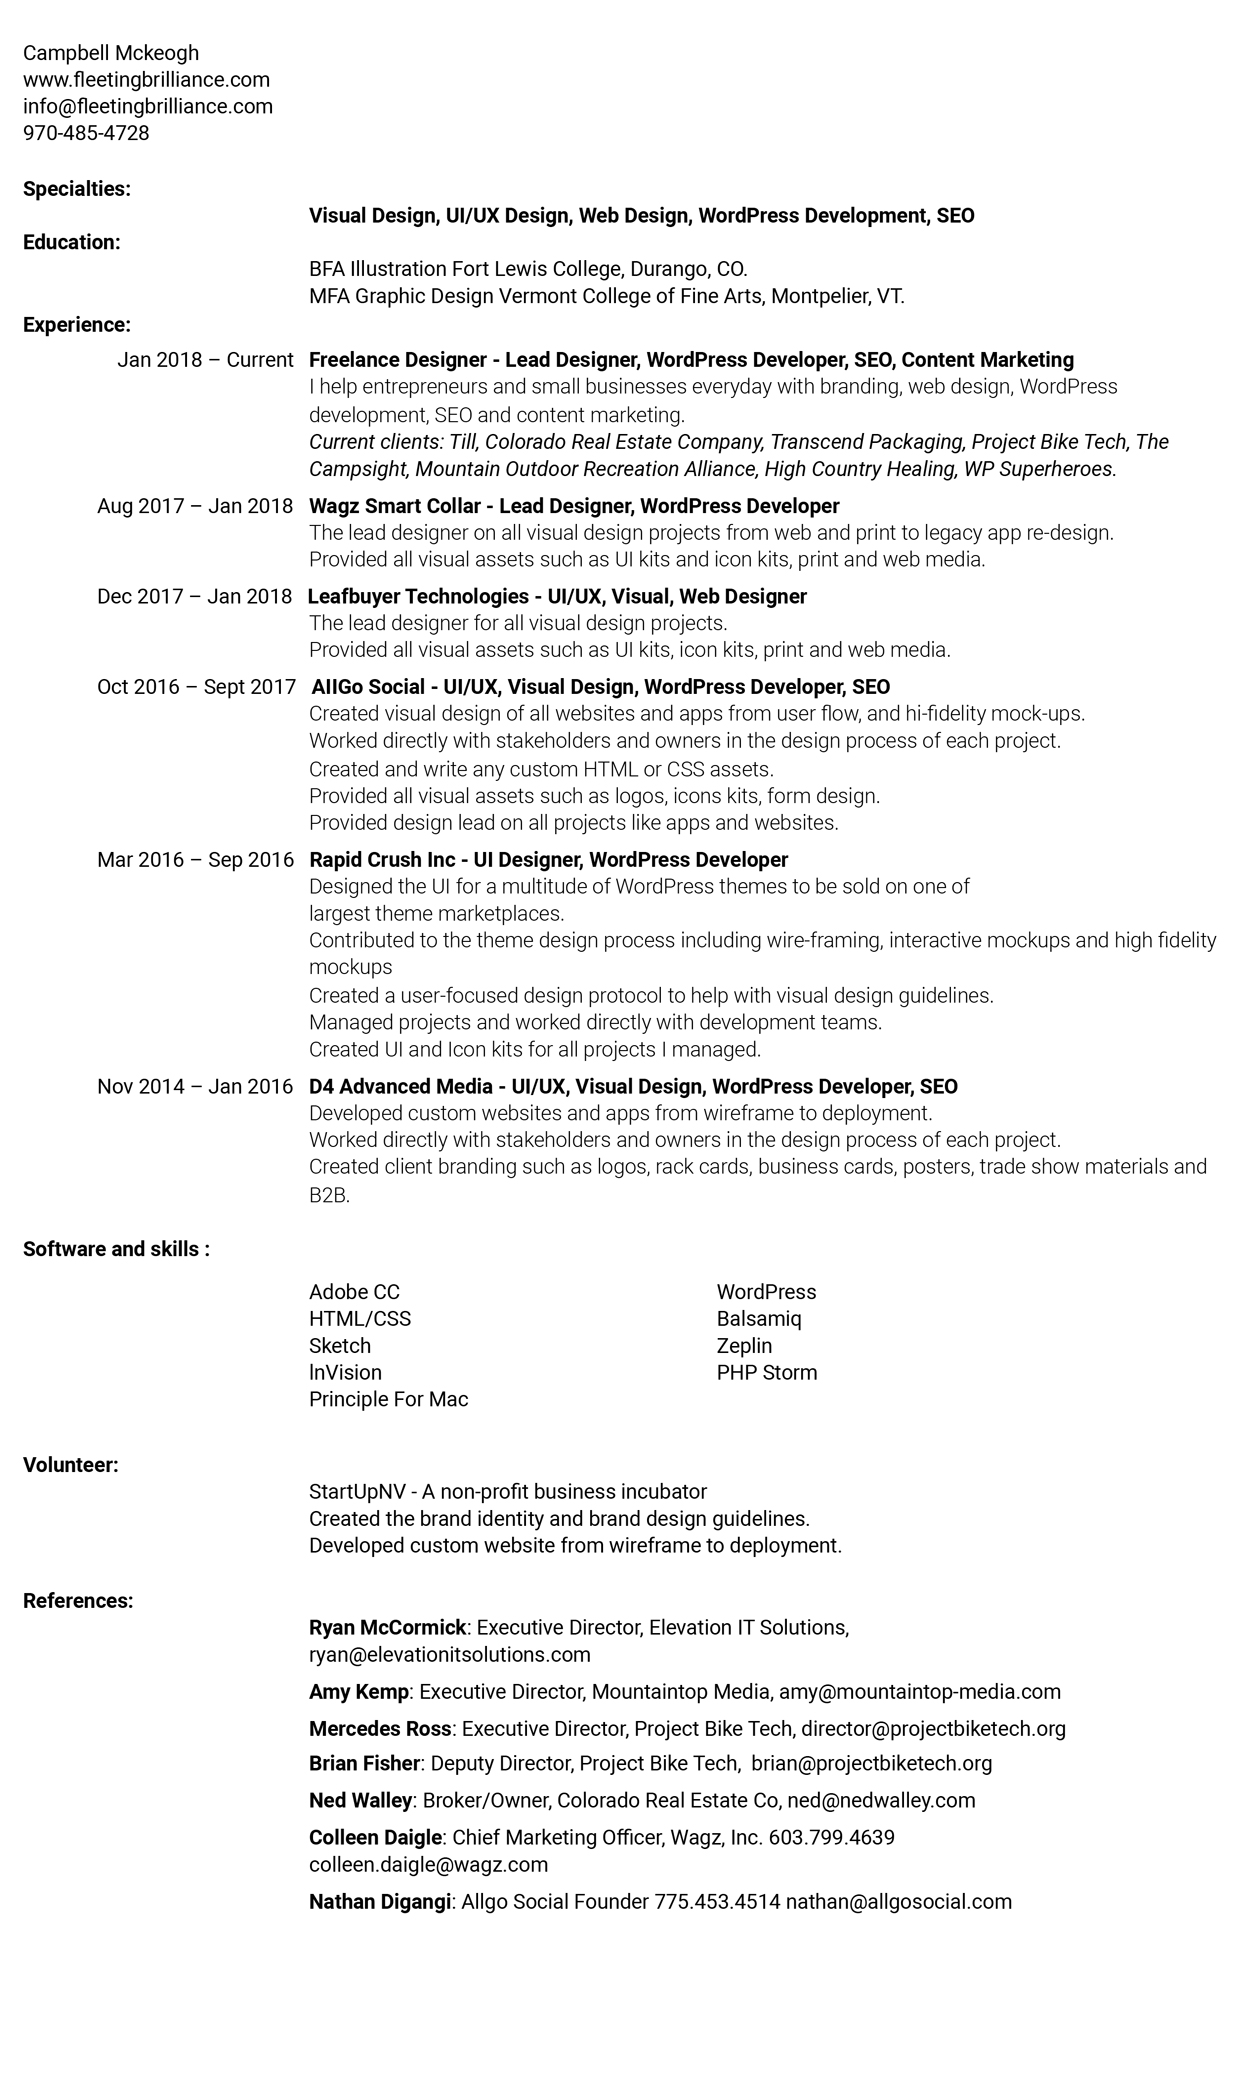 Campbell Mckeogh
www.fleetingbrilliance.com
info@fleetingbrilliance.com
970-485-4728
Specialties:
Visual Design, UI/UX Design, Web Design, WordPress Development, SEO
Education:
BFA Illustration Fort Lewis College, Durango, CO.
MFA Graphic Design Vermont College of Fine Arts, Montpelier, VT.
Experience:
Jan 2018 – Current Freelance Designer - Lead Designer, WordPress Developer, SEO, Content Marketing
I help entrepreneurs and small businesses everyday with branding, web design, WordPress
development, SEO and content marketing.
Current clients: Till, Colorado Real Estate Company, Transcend Packaging, Project Bike Tech, The
Campsight, Mountain Outdoor Recreation Alliance, High Country Healing, WP Superheroes.
Aug 2017 – Jan 2018 Wagz Smart Collar - Lead Designer, WordPress Developer
The lead designer on all visual design projects from web and print to legacy app re-design.
Provided all visual assets such as UI kits and icon kits, print and web media.
Dec 2017 – Jan 2018 Leafbuyer Technologies - UI/UX, Visual, Web Designer
The lead designer for all visual design projects.
Provided all visual assets such as UI kits, icon kits, print and web media.
Oct 2016 – Sept 2017 AllGo Social - UI/UX, Visual Design, WordPress Developer, SEO
Created visual design of all websites and apps from user flow, and hi-fidelity mock-ups.
Worked directly with stakeholders and owners in the design process of each project.
Created and write any custom HTML or CSS assets.
Provided all visual assets such as logos, icons kits, form design.
Provided design lead on all projects like apps and websites.
Mar 2016 – Sep 2016 Rapid Crush Inc - UI Designer, WordPress Developer
Designed the UI for a multitude of WordPress themes to be sold on one of
largest theme marketplaces.
Contributed to the theme design process including wire-framing, interactive mockups and high fidelity
mockups
Created a user-focused design protocol to help with visual design guidelines.
Managed projects and worked directly with development teams.
Created UI and Icon kits for all projects I managed.
Nov 2014 – Jan 2016 D4 Advanced Media - UI/UX, Visual Design, WordPress Developer, SEO
Developed custom websites and apps from wireframe to deployment.
Worked directly with stakeholders and owners in the design process of each project.
Created client branding such as logos, rack cards, business cards, posters, trade show materials and
B2B.
Software and skills :
Adobe CC
HTML/CSS
Sketch
lnVision
Principle For Mac
WordPress
Balsamiq
Zeplin
PHP Storm
Volunteer:
StartUpNV - A non-profit business incubator
Created the brand identity and brand design guidelines.
Developed custom website from wireframe to deployment.
References:
Ryan McCormick: Executive Director, Elevation IT Solutions,
ryan@elevationitsolutions.com
Amy Kemp: Executive Director, Mountaintop Media, amy@mountaintop-media.com
Mercedes Ross: Executive Director, Project Bike Tech, director@projectbiketech.org
Brian Fisher: Deputy Director, Project Bike Tech, brian@projectbiketech.org
Ned Walley: Broker/Owner, Colorado Real Estate Co, ned@nedwalley.com
Colleen Daigle: Chief Marketing Officer, Wagz, Inc. 603.799.4639
colleen.daigle@wagz.com
Nathan Digangi: Allgo Social Founder 775.453.4514 nathan@allgosocial.com